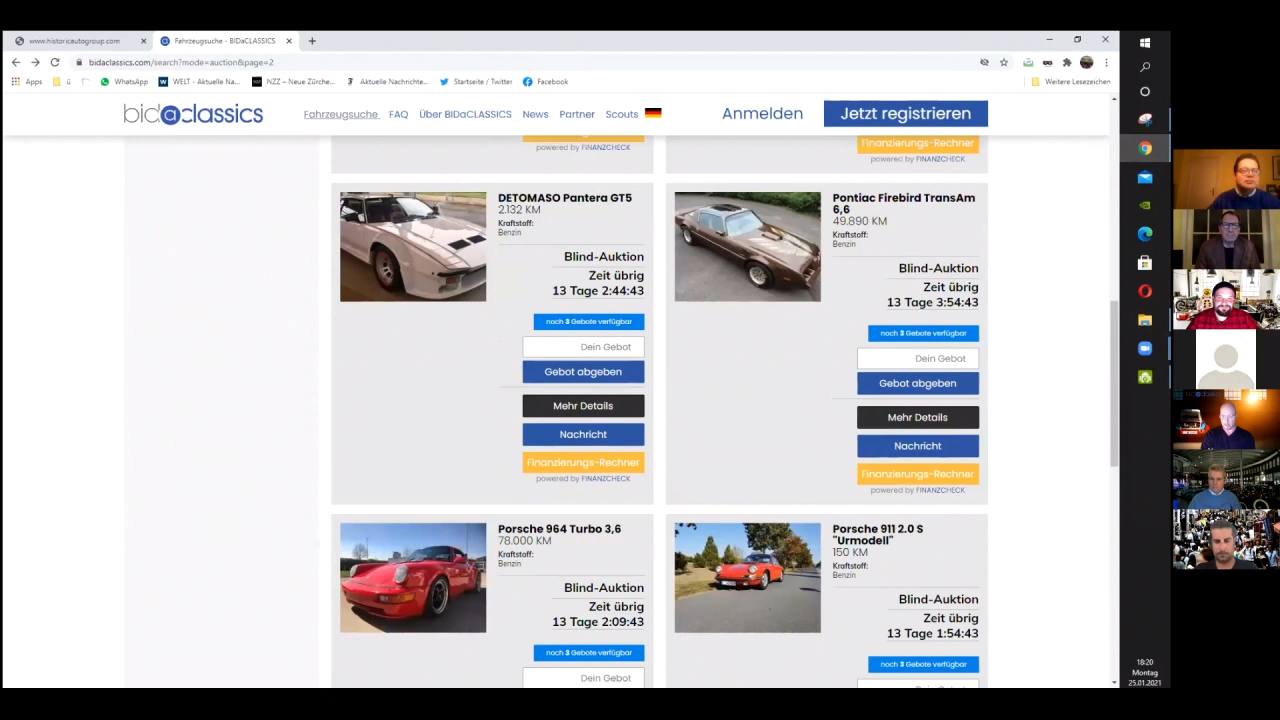 www.historicautogroup.com
Fahrzeugsuche - BIDaCLASSICS
bidaclassics.com/search?mode=auction&page=2
Apps
ü
WhatsApp
WELT - Aktuelle Na...
NZZ – Neue Zürche...
Aktuelle Nachrichte...
Startseite / Twitter
Facebook
Weitere Lesezeichen
bidaclassics
Fahrzeugsuche
FAQ
Über BIDaCLASSICS
News
Partner
Scouts
Anmelden
Jetzt registrieren
powered by FINANZCHECK
Finanzierungs-Rechner
powered by FINANZCHECK
DETOMASO Pantera GT5
2.132 KM
Kraftstoff:
Benzin
Blind-Auktion
Zeit übrig
13 Tage 2:44:43
noch 3 Gebote verfügbar
Dein Gebot
Gebot abgeben
Mehr Details
Nachricht
Finanzierungs-Rechner
powered by FINANZCHECK
Pontiac Firebird TransAm
6,6
49.890 KM
Kraftstoff:
Benzin
Blind-Auktion
Zeit übrig
13 Tage 3:54:43
noch 3 Gebote verfügbar
Dein Gebot
Gebot abgeben
Mehr Details
Nachricht
Finanzierungs-Rechner
powered by FINANZCHECK
Porsche 964 Turbo 3,6
78.000 KM
Kraftstoff:
Benzin
Blind-Auktion
Zeit übrig
13 Tage 2:09:43
noch 3 Gebote verfügbar
Dein Gebot
Porsche 911 2.0 S
"Urmodell"
150 KM
Kraftstoff:
Benzin
Blind-Auktion
Zeit übrig
13 Tage 1:54:43
noch 3 Gebote verfügbar
18:20
Montag
25.01.2021